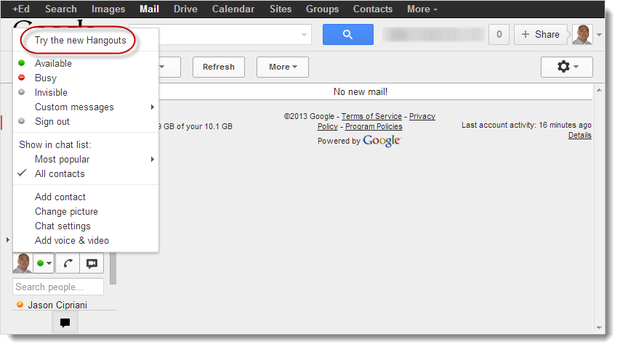 +Ed Search Images Mail Drive Calendar Sites Groups Contacts More
0 + Share
Try the new Hangouts
Available
Busy
Invisible
Custom messages
Sign out
Show in chat list:
Most popular
All contacts
Add contact
Change picture
Chat settings
Add voice & video
Refresh More
No new mail!
GB of your 10.1 GB
©2013 Google - Terms of Service - Privacy
Policy - Program Policies
Powered by Google
Last account activity: 16 minutes ago
Details
Search people...
Jason Cipriani